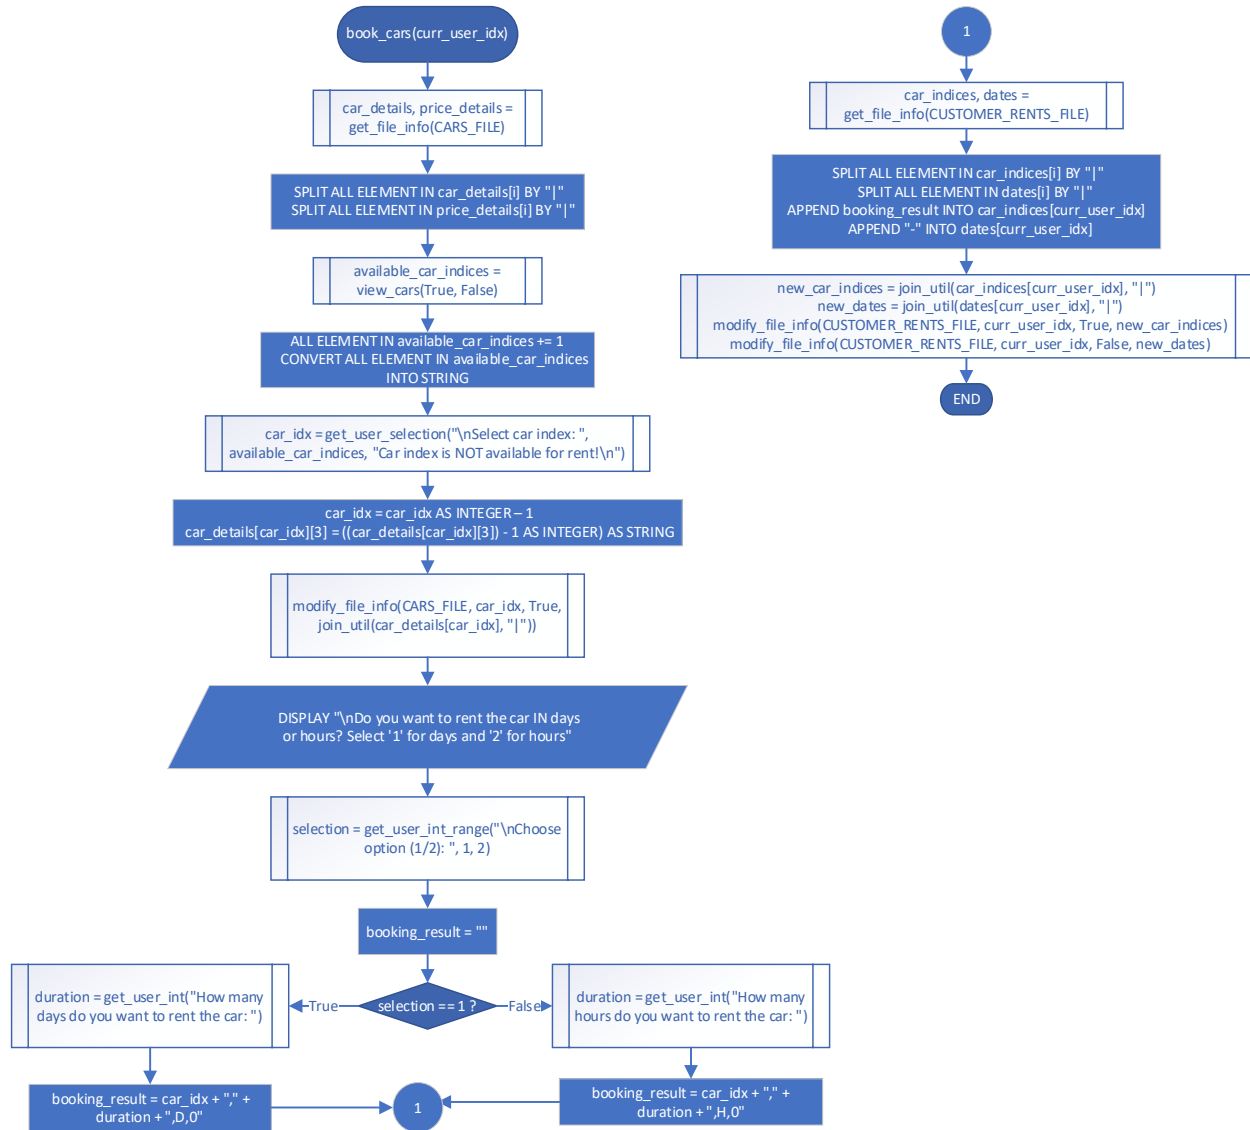 book_cars(curr_user_idx)
car_details, price_details =
get_file_info(CARS_FILE)
SPLIT ALL ELEMENT IN car_details[i] BY "|"
SPLIT ALL ELEMENT IN price_details[i] BY "|"
available_car_indices =
view_cars(True, False)
ALL ELEMENT IN available_car_indices += 1
CONVERT ALL ELEMENT IN available_car_indices
INTO STRING
car_idx = get_user_selection("\nSelect car index: ",
available_car_indices, "Car index is NOT available for rent!\n")
car_idx = car_idx AS INTEGER – 1
car_details[car_idx][3] = ((car_details[car_idx][3]) - 1 AS INTEGER) AS STRING
modify_file_info(CARS_FILE, car_idx, True,
join_util(car_details[car_idx], "|"))
DISPLAY "\nDo you want to rent the car IN days
or hours? Select '1' for days and '2' for hours"
selection = get_user_int_range("\nChoose
option (1/2): ", 1, 2)
booking_result = ""
selection == 1 ?
True
False
duration = get_user_int("How many
days do you want to rent the car: ")
duration = get_user_int("How many
hours do you want to rent the car: ")
booking_result = car_idx + "," +
duration + ",D,0"
1
booking_result = car_idx + "," +
duration + ",H,0"
1
car_indices, dates =
get_file_info(CUSTOMER_RENTS_FILE)
SPLIT ALL ELEMENT IN car_indices[i] BY "|"
SPLIT ALL ELEMENT IN dates[i] BY "|"
APPEND booking_result INTO car_indices[curr_user_idx]
APPEND "-" INTO dates[curr_user_idx]
new_car_indices = join_util(car_indices[curr_user_idx], "|")
new_dates = join_util(dates[curr_user_idx], "|")
modify_file_info(CUSTOMER_RENTS_FILE, curr_user_idx, True, new_car_indices)
modify_file_info(CUSTOMER_RENTS_FILE, curr_user_idx, False, new_dates)
END